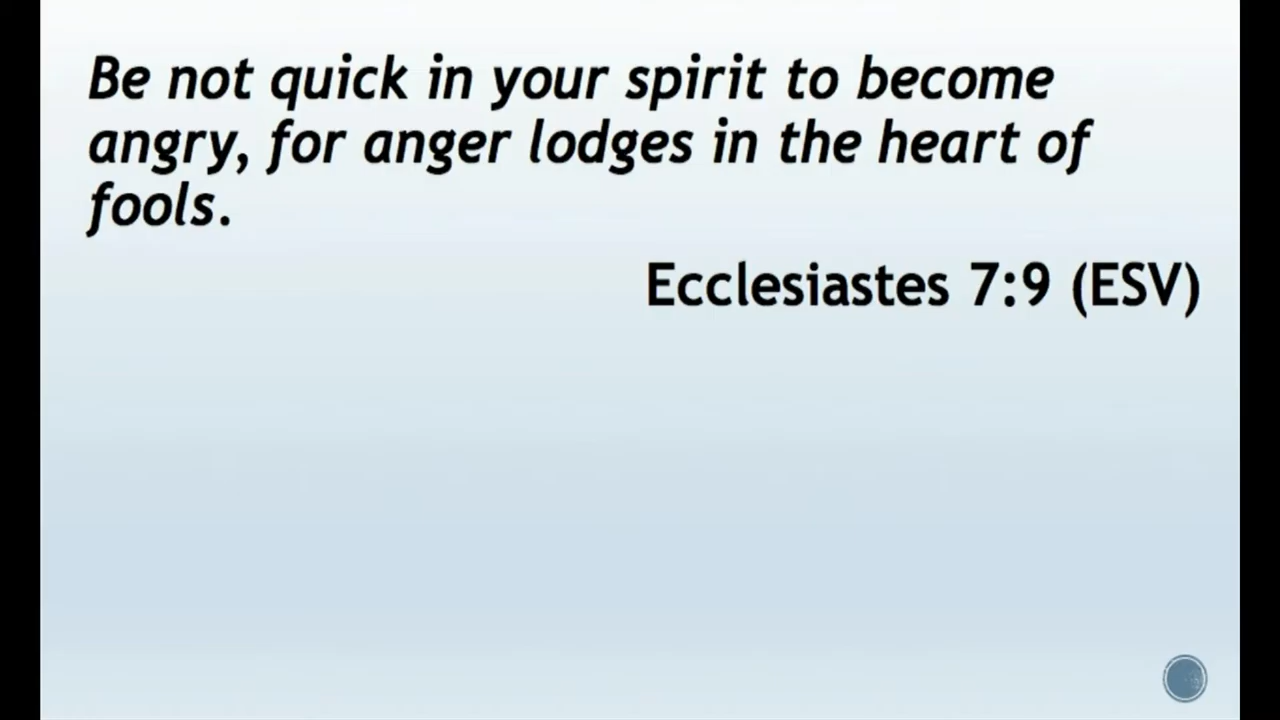 Be not quick in your spirit to become
angry, for anger lodges in the heart of
fools.
Ecclesiastes 7:9 (ESV)